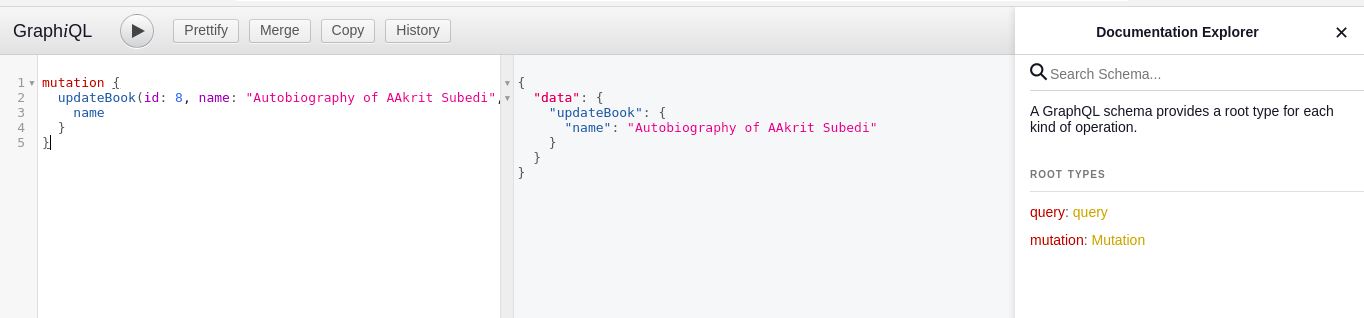 GraphiQL
Prettify Merge Copy History
1 mutation {
2   updateBook(id: 8, name: "Autobiography of AAkrit Subedi",
3     name
4   }
5 }
{
  "data": {
    "updateBook": {
      "name": "Autobiography of AAkrit Subedi"
    }
  }
}
Documentation Explorer ✕
Search Schema...
A GraphQL schema provides a root type for each
kind of operation.
ROOT TYPES
query: query
mutation: Mutation